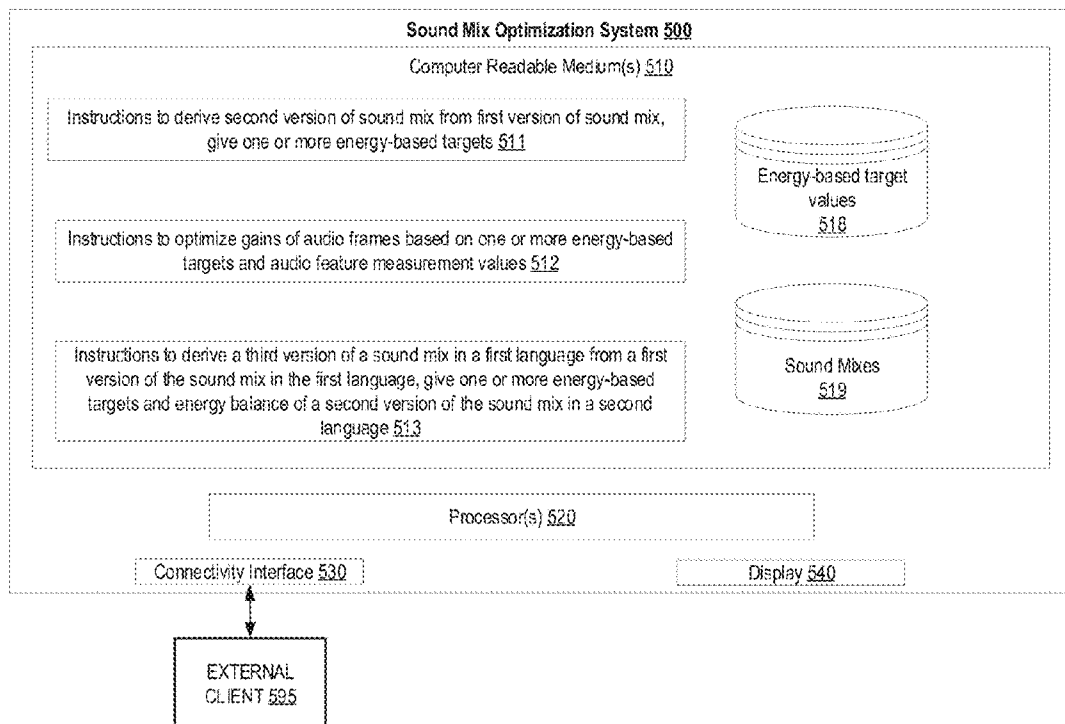 Sound Mix Optimization System 500
Computer Readable Medium(s) 510
Instructions to derive second version of sound mix from first version of sound mix,
give one or more energy-based targets 511
Energy-based target
values
518
Instructions to optimize gains of audio frames based on one or more energy-based
targets and audio feature measurement values 512
Instructions to derive a third version of a sound mix in a first language from a first
version of the sound mix in the first language, give one or more energy-based
targets and energy balance of a second version of the sound mix in a second
language 513
Sound Mixes
519
Processor(s) 520
Connectivity Interface 530
Display 540
EXTERNAL
CLIENT 595